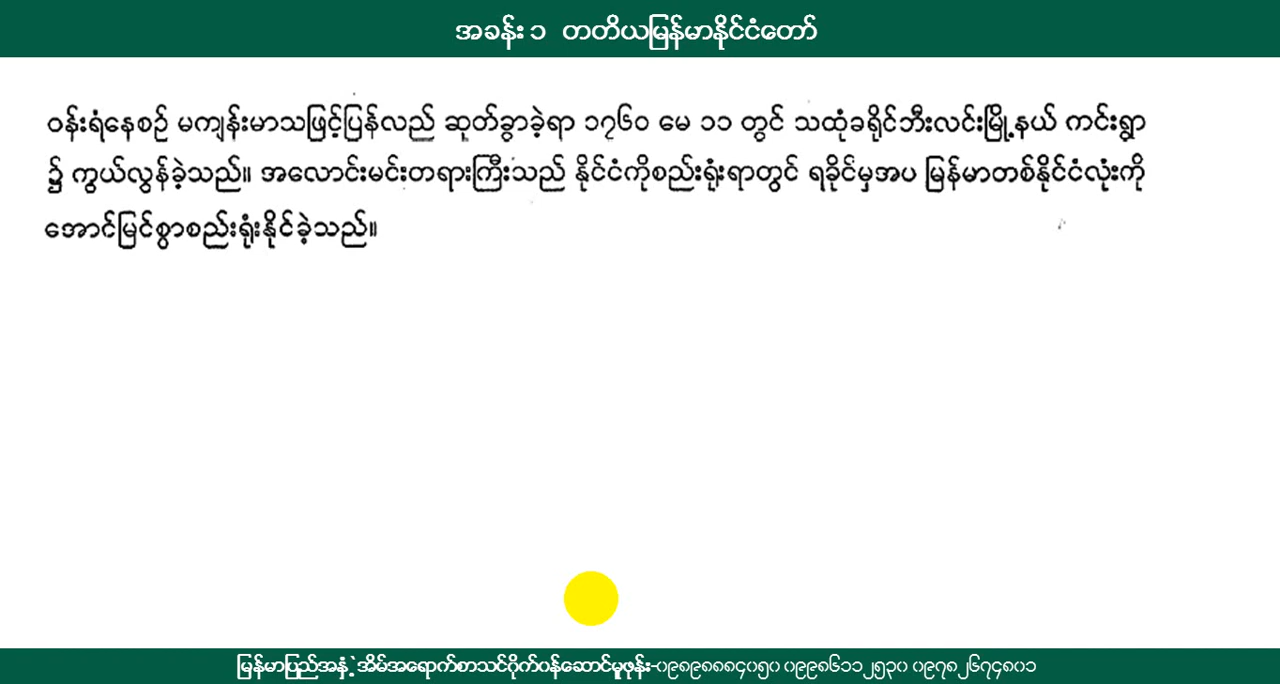 အခန်း ၁ တတိယမြန်မာနိုင်ငံတော်
ဝန်းရံနေစဉ် မကျန်းမာသဖြင့်ပြန်လည် ဆုတ်ခွာခဲ့ရာ ၁၇၆၀ မေ ၁၁ တွင် သထုံခရိုင်ဘီးလင်းမြို့နယ် ကင်းရွာ
၌ ကွယ်လွန်ခဲ့သည်။ အလောင်းမင်းတရားကြီးသည် နိုင်ငံကိုစည်းရုံးရာတွင် ရခိုင်မှအပ မြန်မာတစ်နိုင်ငံလုံးကို
အောင်မြင်စွာစည်းရုံးနိုင်ခဲ့သည်။
မြန်မာပြည်အနှံ့ အိမ်အရောက်စာသင်ဂိုက်ဝန်ဆောင်မှုဖုန်း-၀၉၈၉၈၈၈၄၀၅၀ ၀၉၉၈၆၁၁၂၅၃၀ ၀၉၇၈၂၆၇၄၈၀၁